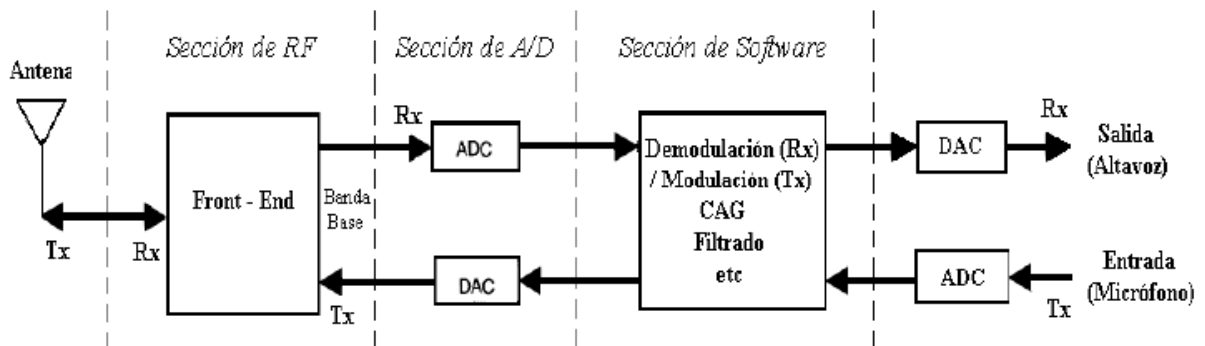 Sección de RF
Sección de A/D
Sección de Software
Antena
Tx
Rx
Front - End
Banda
Base
Rx
Tx
ADC
DAC
Demodulación (Rx)
/ Modulación (Tx)
CAG
Filtrado
etc
DAC
ADC
Rx
Salida
(Altavoz)
Entrada
(Micrófono)
Tx